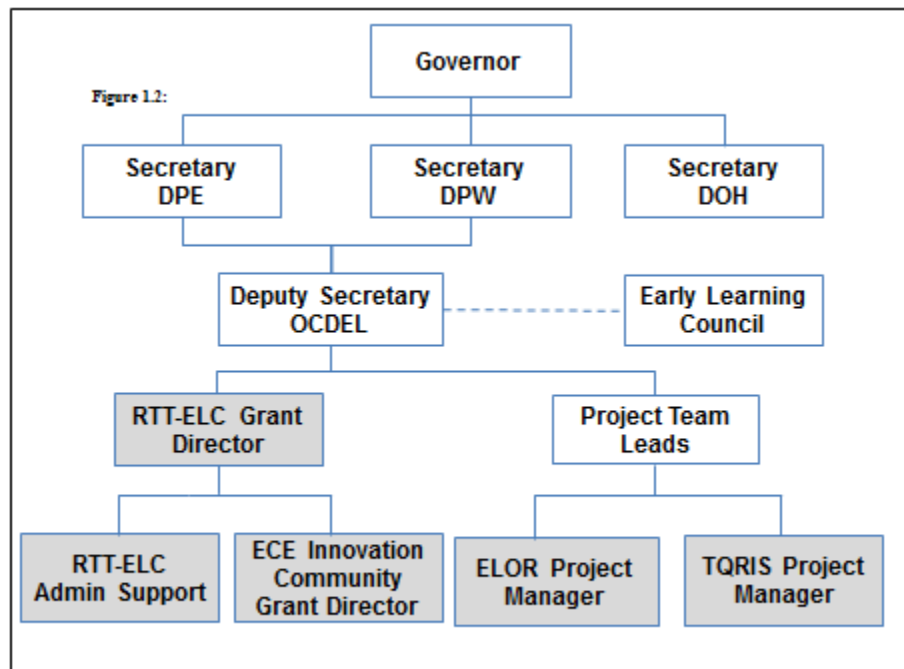 Governor
Figure 1.2:
Secretary
DPE
Secretary
DPW
Secretary
DOH
Deputy Secretary
OCDEL
Early Learning
Council
RTT-ELC Grant
Director
Project Team
Leads
RTT-ELC
Admin Support
ECE Innovation
Community
Grant Director
ELOR Project
Manager
TQRIS Project
Manager